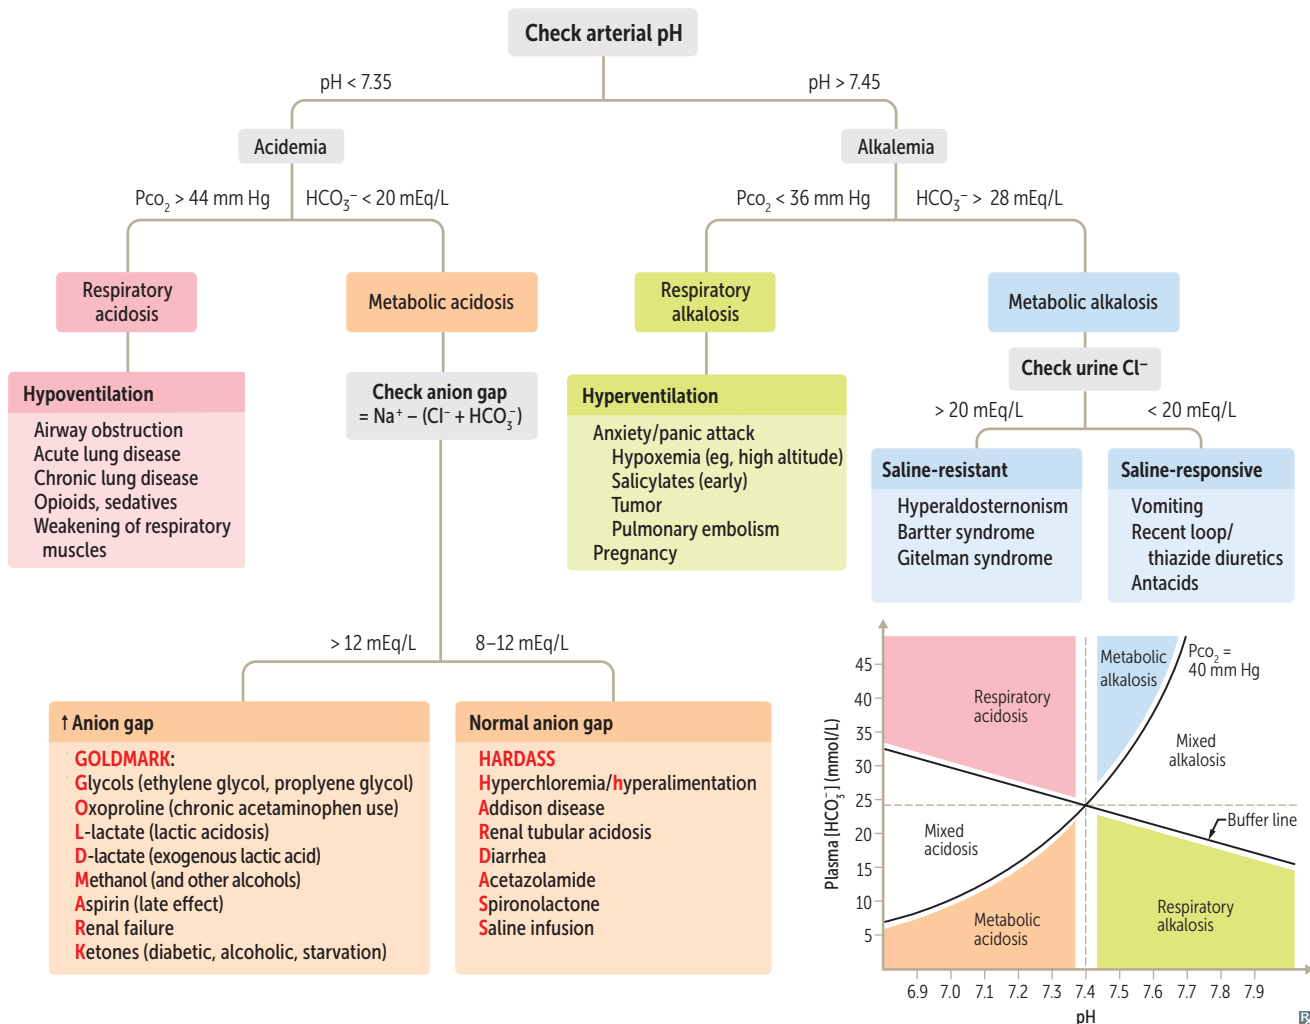 Check arterial pH
pH < 7.35
pH > 7.45
Acidemia
Alkalemia
Pco₂ > 44 mm Hg
HCO₃⁻ < 20 mEq/L
Pco₂ < 36 mm Hg
HCO₃⁻ > 28 mEq/L
Respiratory
acidosis
Metabolic acidosis
Respiratory
alkalosis
Metabolic alkalosis
Hypoventilation
Airway obstruction
Acute lung disease
Chronic lung disease
Opioids, sedatives
Weakening of respiratory
muscles
Check anion gap
= Na⁺ – (Cl⁻ + HCO₃⁻)
Hyperventilation
Anxiety/panic attack
Hypoxemia (eg, high altitude)
Salicylates (early)
Tumor
Pulmonary embolism
Pregnancy
Check urine Cl⁻
> 20 mEq/L
< 20 mEq/L
Saline-resistant
Hyperaldosternonism
Bartter syndrome
Gitelman syndrome
Saline-responsive
Vomiting
Recent loop/
thiazide diuretics
Antacids
> 12 mEq/L
8–12 mEq/L
↑ Anion gap
GOLDMARK:
Glycols (ethylene glycol, proplyene glycol)
Oxoproline (chronic acetaminophen use)
L-lactate (lactic acidosis)
D-lactate (exogenous lactic acid)
Methanol (and other alcohols)
Aspirin (late effect)
Renal failure
Ketones (diabetic, alcoholic, starvation)
Normal anion gap
HARDASS
Hyperchloremia/hyperalimentation
Addison disease
Renal tubular acidosis
Diarrhea
Acetazolamide
Spironolactone
Saline infusion
Plasma [HCO₃⁻] (mmol/L)
45
40
35
30
25
20
15
10
5
Respiratory
acidosis
Metabolic
alkalosis
Pco₂ =
40 mm Hg
Mixed
alkalosis
Mixed
acidosis
Buffer line
Metabolic
acidosis
Respiratory
alkalosis
6.9 7.0 7.1 7.2 7.3 7.4 7.5 7.6 7.7 7.8 7.9
pH